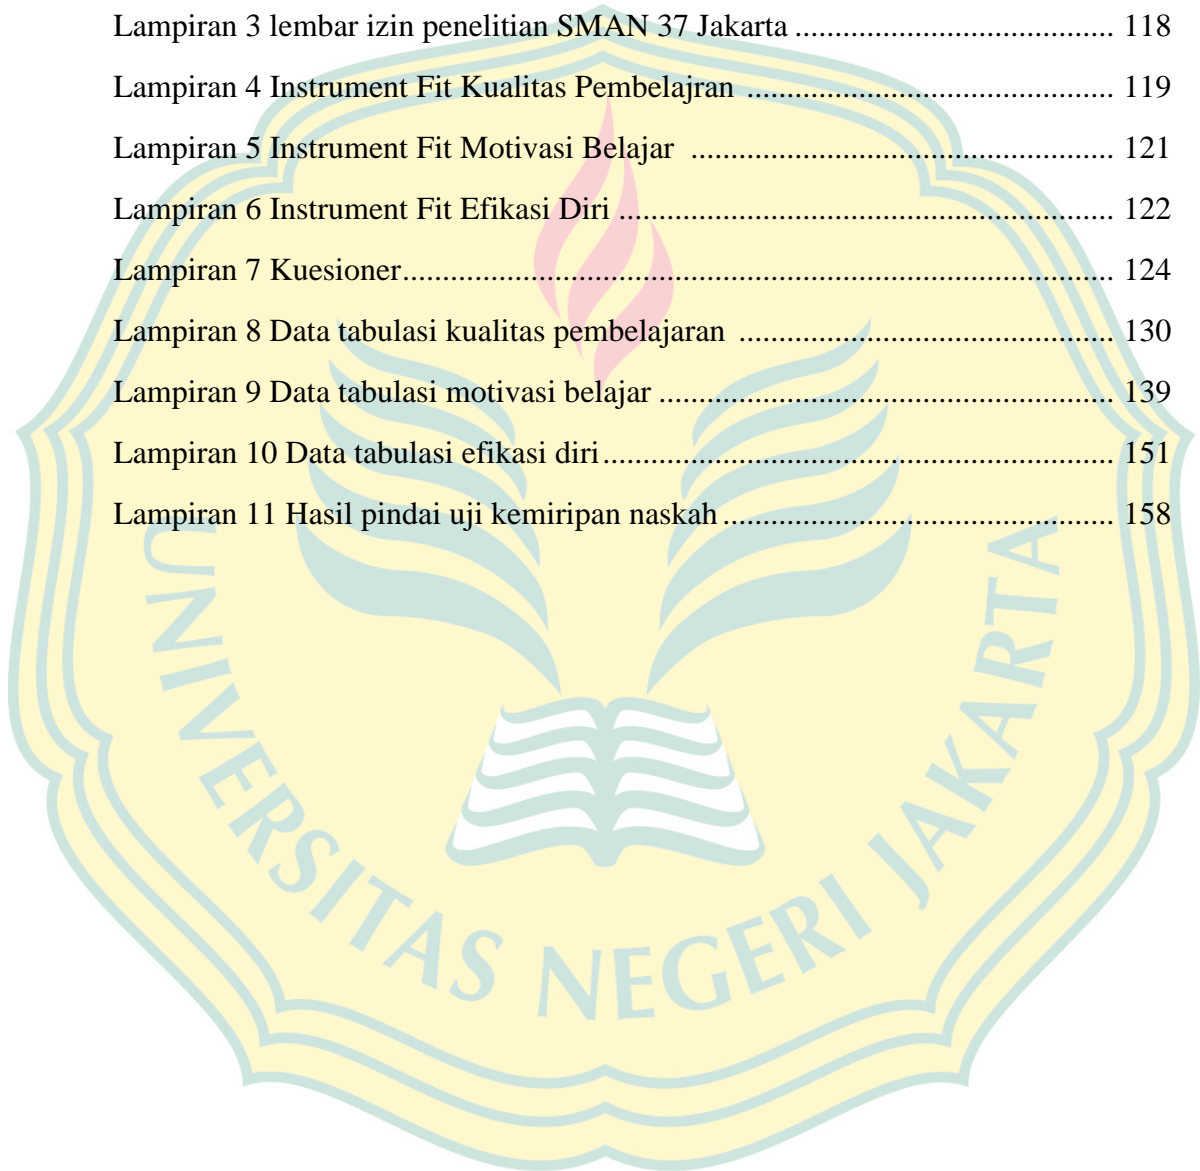 Lampiran 3 lembar izin penelitian SMAN 37 Jakarta ........................................ 118
Lampiran 4 Instrument Fit Kualitas Pembelajran .............................................. 119
Lampiran 5 Instrument Fit Motivasi Belajar ..................................................... 121
Lampiran 6 Instrument Fit Efikasi Diri .............................................................. 122
Lampiran 7 Kuesioner......................................................................................... 124
Lampiran 8 Data tabulasi kualitas pembelajaran ............................................... 130
Lampiran 9 Data tabulasi motivasi belajar ......................................................... 139
Lampiran 10 Data tabulasi efikasi diri................................................................ 151
Lampiran 11 Hasil pindai uji kemiripan naskah ................................................. 158
UNIVERSITAS NEGERI JAKARTA